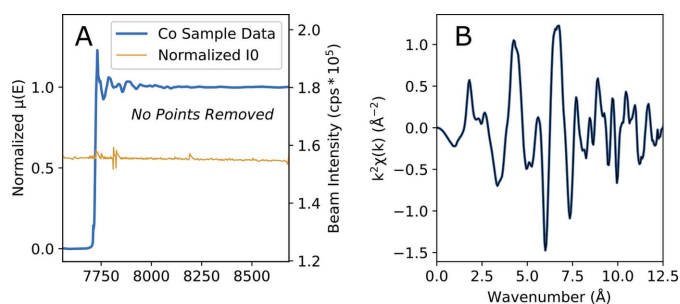 A
Co Sample Data
Normalized I0
No Points Removed
Normalized μ(E)
1.0
0.5
0.0
7750
8000
8250
8500
2.0
1.8
1.6
1.4
1.2
Beam Intensity (cps * 10⁵)
B
k²χ(k) (Å⁻²)
1.0
0.5
0.0
−0.5
−1.0
−1.5
0.0
2.5
5.0
7.5
10.0
12.5
Wavenumber (Å)